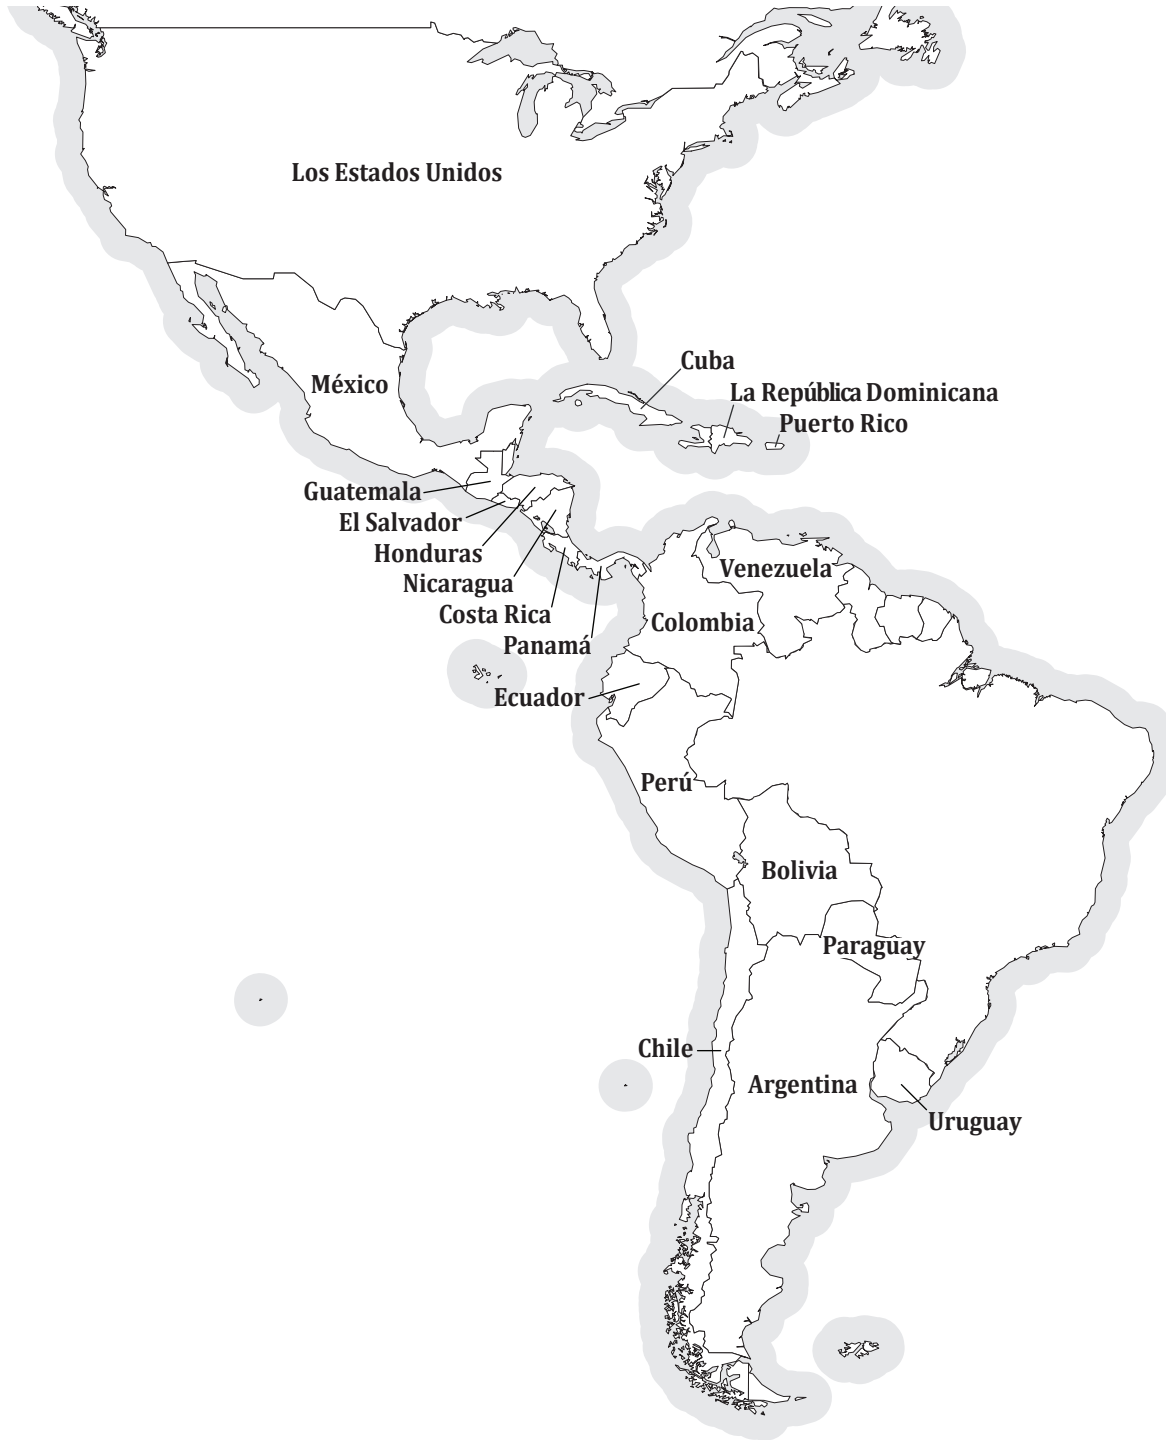 Los Estados Unidos
Cuba
México
La República Dominicana
Puerto Rico
Guatemala
El Salvador
Honduras
Nicaragua
Venezuela
Costa Rica
Colombia
Panamá
Ecuador
Perú
Bolivia
Paraguay
Chile
Argentina
Uruguay